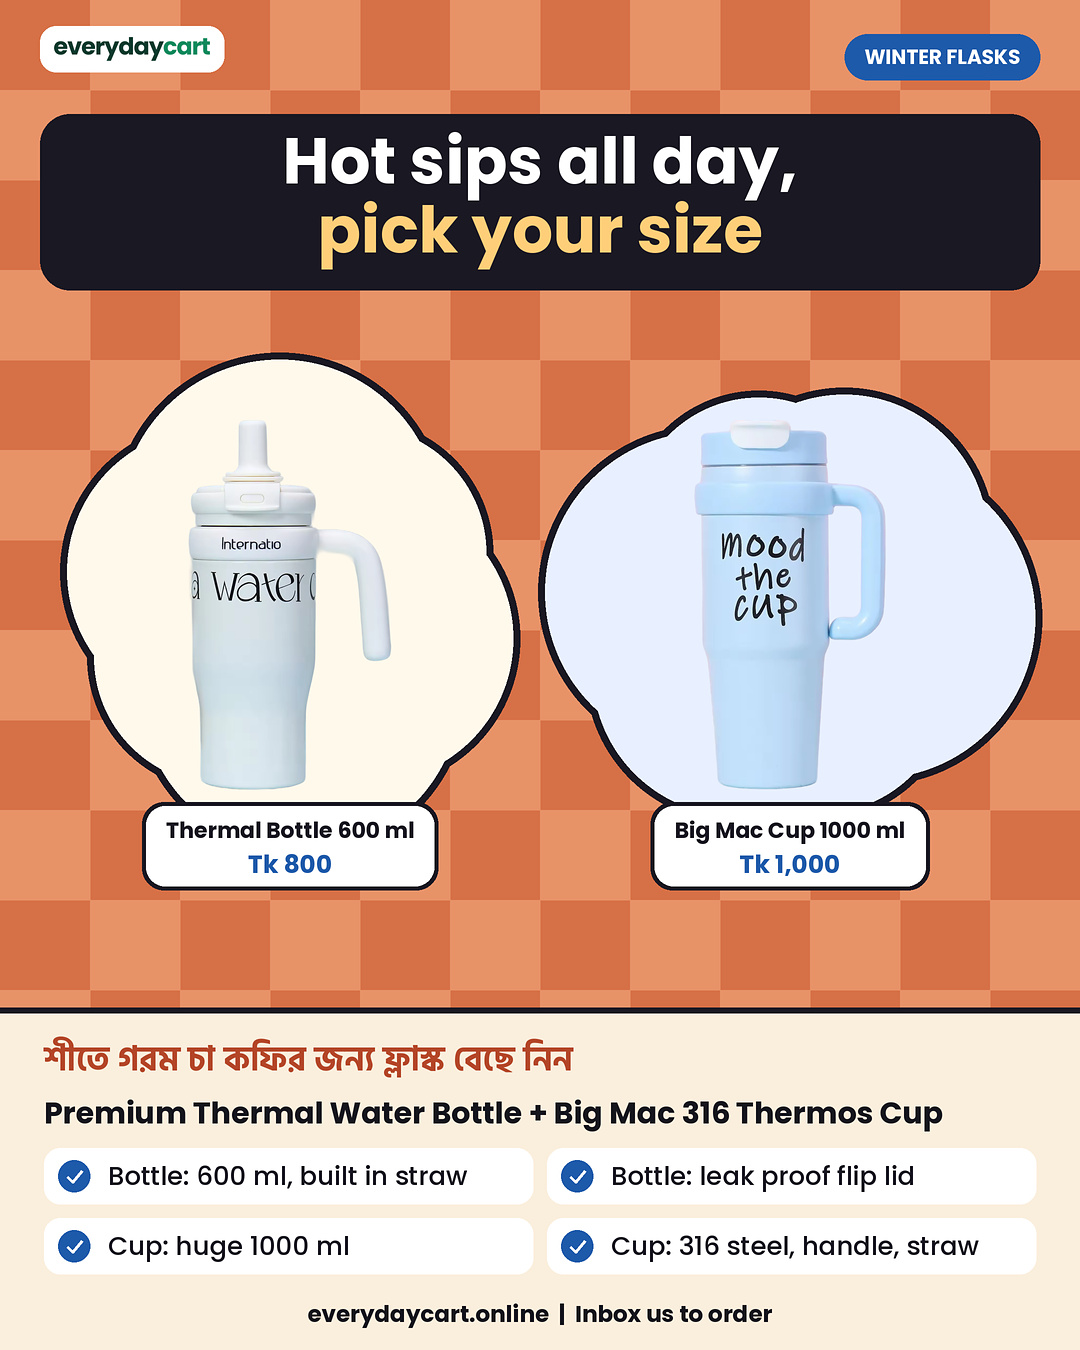 everydaycart
WINTER FLASKS
Hot sips all day,
pick your size
Internatio
a water
mood
the
cup
Thermal Bottle 600 ml
Tk 800
Big Mac Cup 1000 ml
Tk 1,000
শীতে গরম চা কফির জন্য ফ্লাস্ক বেছে নিন
Premium Thermal Water Bottle + Big Mac 316 Thermos Cup
Bottle: 600 ml, built in straw
Bottle: leak proof flip lid
Cup: huge 1000 ml
Cup: 316 steel, handle, straw
everydaycart.online | Inbox us to order